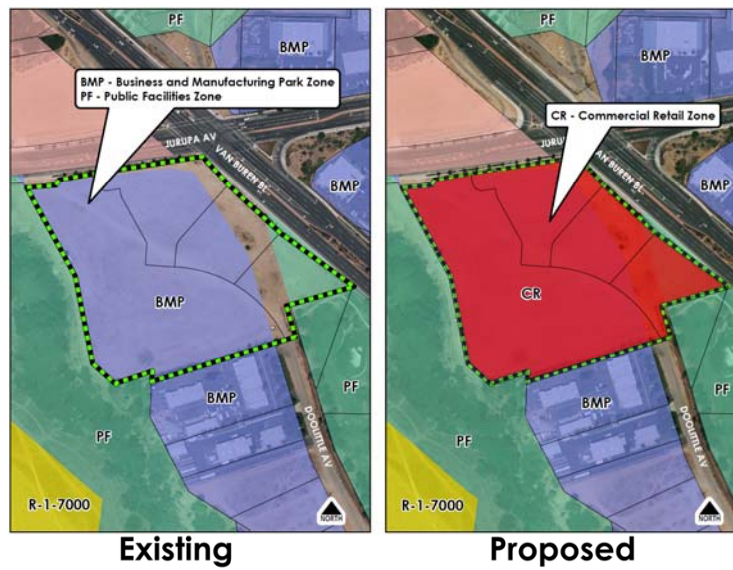 PF
BMP
BMP - Business and Manufacturing Park Zone
PF - Public Facilities Zone
JURUPA AV
VAN BUREN BL
BMP
BMP
BMP
PF
PF
DOOLITTLE AV
R-1-7000
NORTH
Existing
PF
BMP
CR - Commercial Retail Zone
VAN BUREN BL
BMP
CR
BMP
PF
PF
DOOLITTLE AV
R-1-7000
NORTH
Proposed